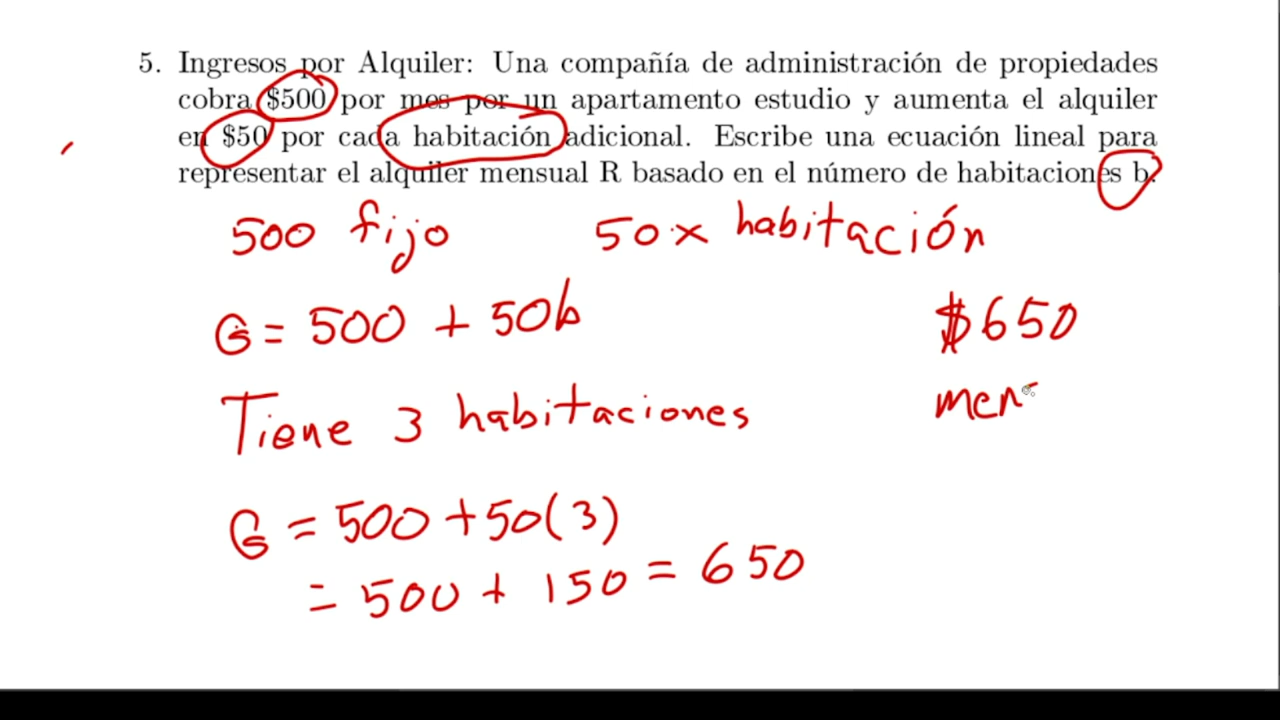 5. Ingresos por Alquiler: Una compañía de administración de propiedades
cobra $500 por mes por un apartamento estudio y aumenta el alquiler
en $50 por cada habitación adicional. Escribe una ecuación lineal para
representar el alquiler mensual R basado en el número de habitaciones b.
500 fijo 50 x habitación
G = 500 + 50b
$650
Tiene 3 habitaciones
men
G = 500 + 50(3)
= 500 + 150 = 650